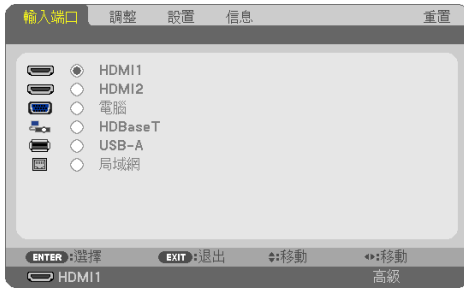 輸入端口 調整 設置 信息 重置
HDMI1
HDMI2
電腦
HDBaseT
USB-A
局域網
ENTER:選擇 EXIT:退出 :移動 :移動
HDMI1 高級